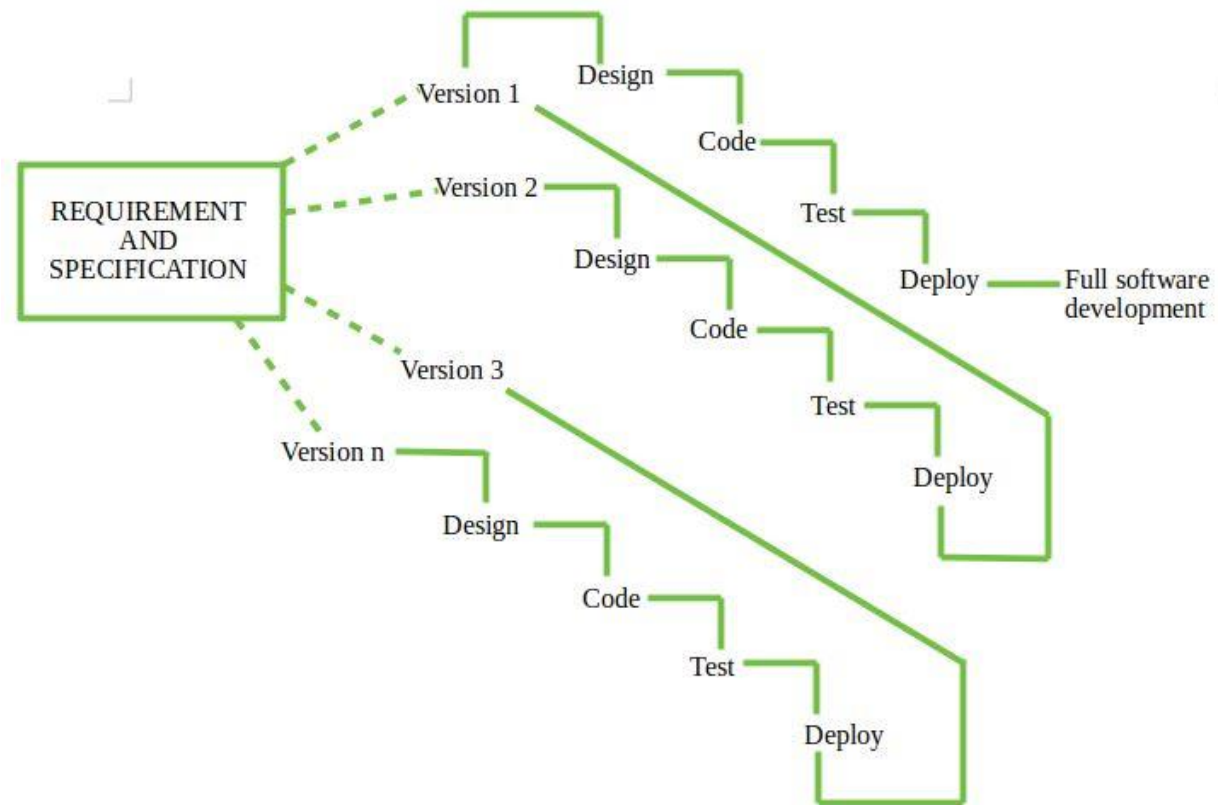 Version 1
Design
Code
Test
Deploy
Full software
development
REQUIREMENT
AND
SPECIFICATION
Version 2
Design
Code
Test
Deploy
Version 3
Version n
Design
Code
Test
Deploy